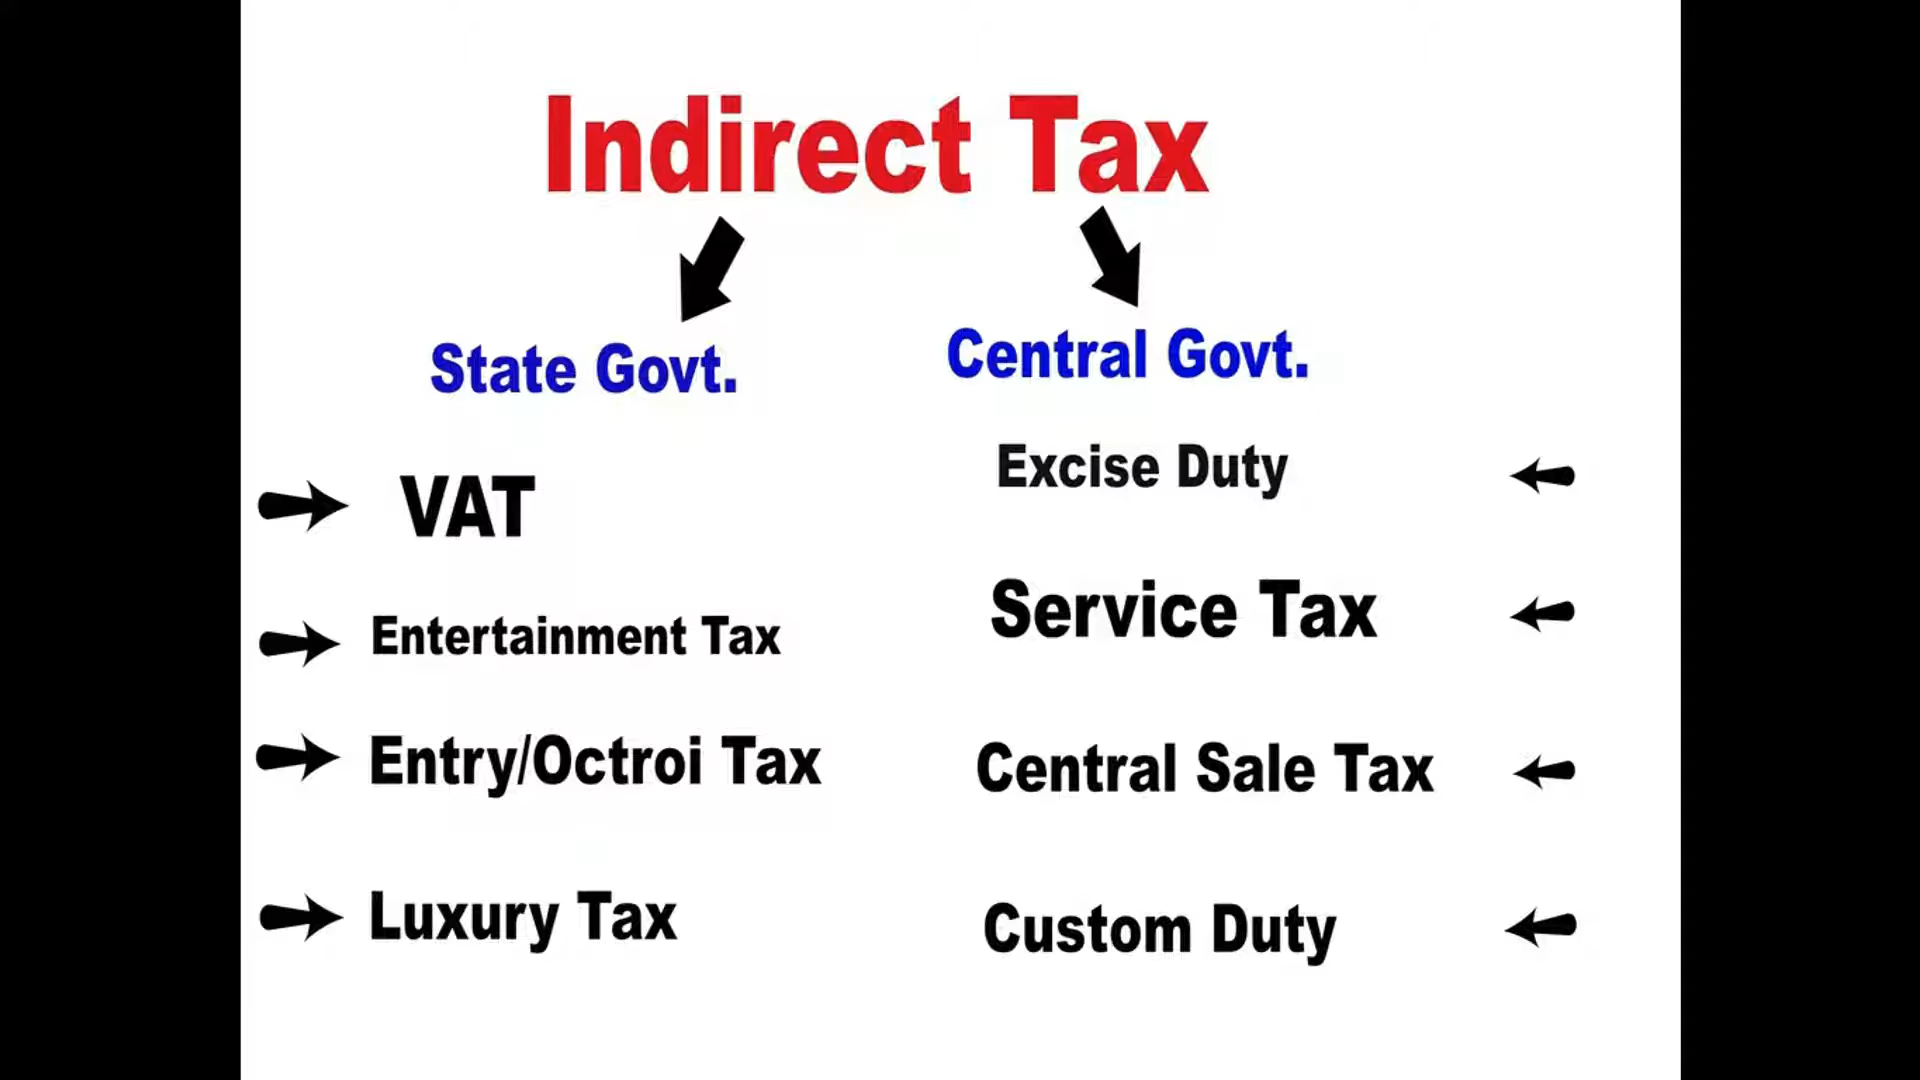 Indirect Tax
State Govt.
Central Govt.
VAT
Entertainment Tax
Entry/Octroi Tax
Luxury Tax
Excise Duty
Service Tax
Central Sale Tax
Custom Duty